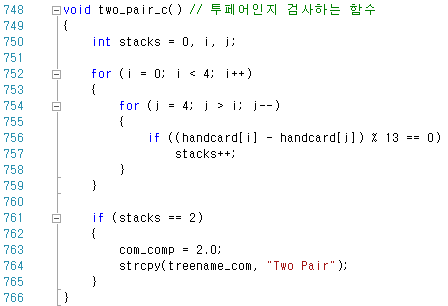 748 void two_pair_c() // 투페어인지 검사하는 함수
749 {
750 int stacks = 0, i, j;
751
752 for (i = 0; i < 4; i++)
753 {
754 for (j = 4; j > i; j--)
755 {
756 if ((handcard[i] - handcard[j]) % 13 == 0)
757 stacks++;
758 }
759 }
760
761 if (stacks == 2)
762 {
763 com_comp = 2.0;
764 strcpy(treename_com, "Two Pair");
765 }
766 }